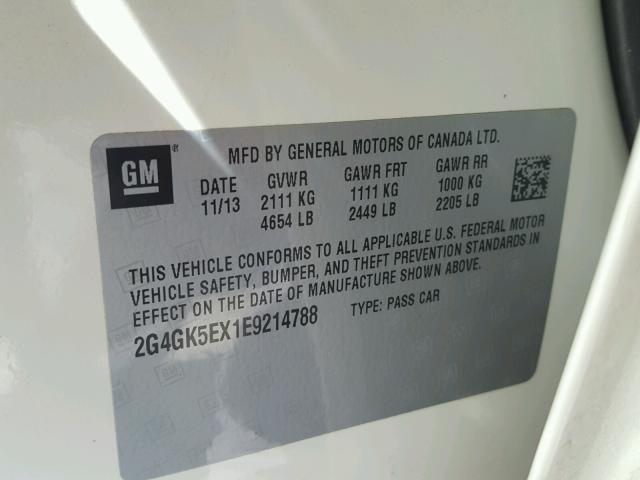 GM ®
MFD BY GENERAL MOTORS OF CANADA LTD.
DATE GVWR GAWR FRT GAWR RR
11/13 2111 KG 1111 KG 1000 KG
4654 LB 2449 LB 2205 LB
THIS VEHICLE CONFORMS TO ALL APPLICABLE U.S. FEDERAL MOTOR
VEHICLE SAFETY, BUMPER, AND THEFT PREVENTION STANDARDS IN
EFFECT ON THE DATE OF MANUFACTURE SHOWN ABOVE.
2G4GK5EX1E9214788 TYPE: PASS CAR